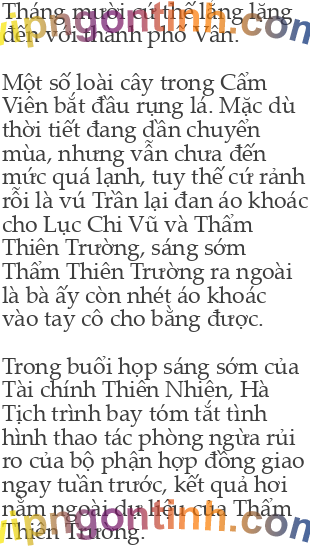 Tháng mười cứ thế lẳng lặng
đến với thành phố Vân.
Một số loài cây trong Cẩm
Viên bắt đầu rụng lá. Mặc dù
thời tiết đang dần chuyển
mùa, nhưng vẫn chưa đến
mức quá lạnh, tuy thế cứ rảnh
rỗi là vú Trần lại đan áo khoác
cho Lục Chi Vũ và Thẩm
Thiên Trường, sáng sớm
Thẩm Thiên Trường ra ngoài
là bà ấy còn nhét áo khoác
vào tay cô cho bằng được.
Trong buổi họp sáng sớm của
Tài chính Thiên Nhiên, Hà
Tịch trình bay tóm tắt tình
hình thao tác phòng ngừa rủi
ro của bộ phận hợp đồng giao
ngay tuần trước, kết quả hơi
nằm ngoài dự liệu của Thẩm
Thiên Trường.
vipngontinh.com
vipngontinh.com